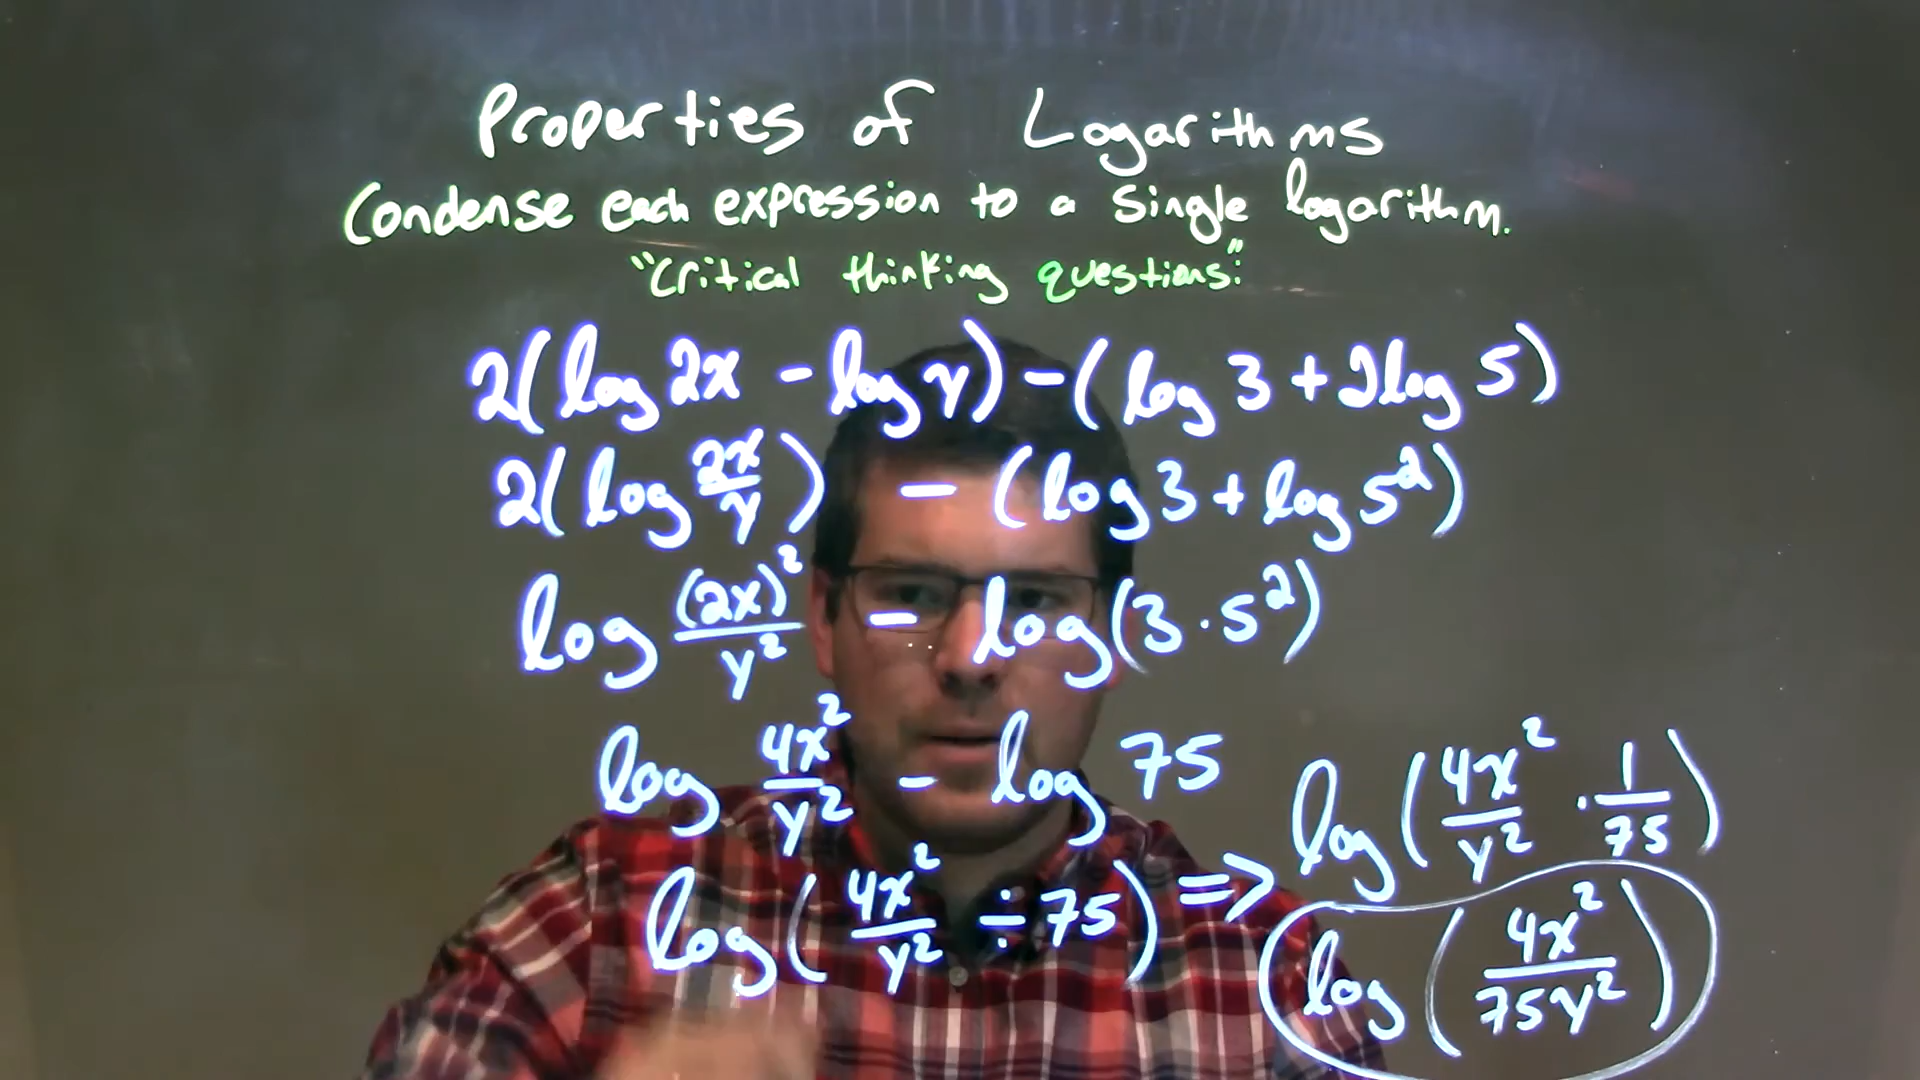 Properties of Logarithms
Condense each expression to a single logarithm.
"Critical thinking questions:"
2(log 2x - log y) - (log 3 + 2log 5)
2(log 2x/y) - (log 3 + log 5²)
log (2x)²/y² - log(3 · 5²)
log 4x²/y² - log 75
log(4x²/y² ÷ 75) => log(4x²/y² · 1/75)
log(4x²/75y²)